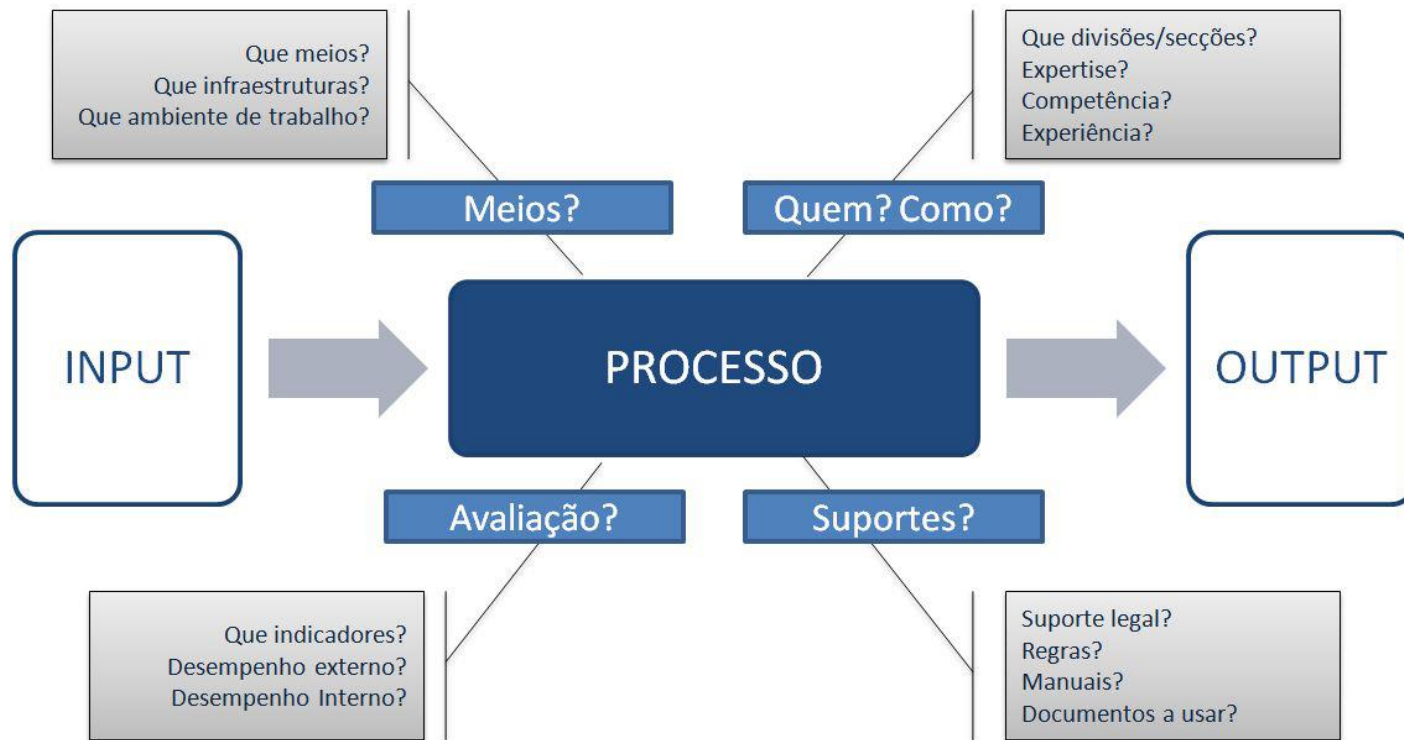 Que meios?
Que infraestruturas?
Que ambiente de trabalho?
Que divisões/secções?
Expertise?
Competência?
Experiência?
Meios?
Quem? Como?
INPUT
PROCESSO
OUTPUT
Avaliação?
Suportes?
Que indicadores?
Desempenho externo?
Desempenho Interno?
Suporte legal?
Regras?
Manuais?
Documentos a usar?